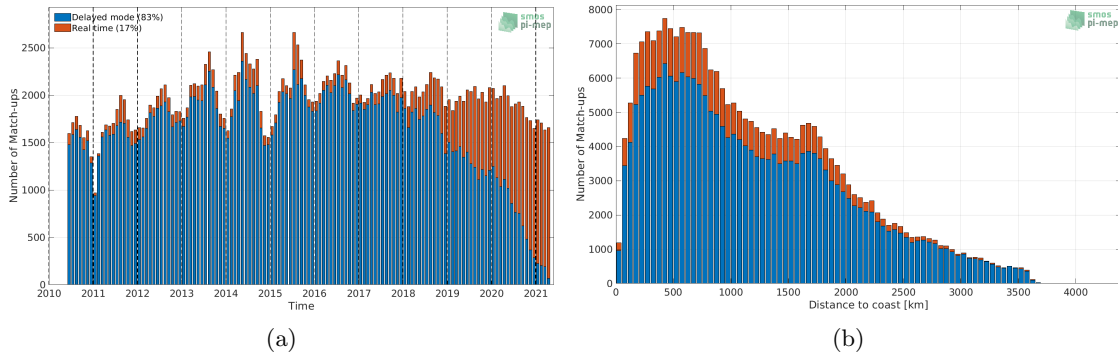 Delayed mode (83%)
Real time (17%)
smos
pi-mep
Number of Match-ups
2500
2000
1500
1000
500
0
2010 2011 2012 2013 2014 2015 2016 2017 2018 2019 2020 2021
Time
(a)
smos
pi-mep
Number of Match-ups
8000
7000
6000
5000
4000
3000
2000
1000
0
0 500 1000 1500 2000 2500 3000 3500 4000
Distance to coast [km]
(b)